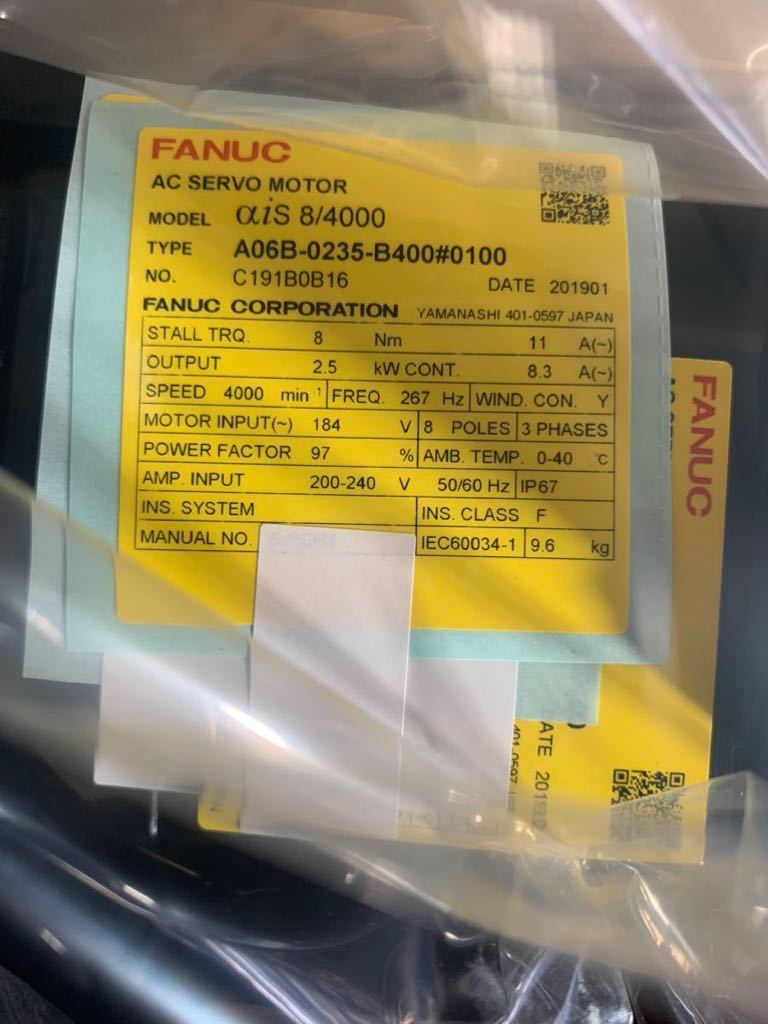 FANUC
AC SERVO MOTOR
MODEL αiS 8/4000
TYPE A06B-0235-B400#0100
NO. C191B0B16 DATE 201901
FANUC CORPORATION YAMANASHI 401-0597 JAPAN
STALL TRQ. 8 Nm 11 A(~)
OUTPUT 2.5 kW CONT. 8.3 A(~)
SPEED 4000 min FREQ. 267 Hz WIND. CON. Y
MOTOR INPUT(~) 184 V 8 POLES 3 PHASES
POWER FACTOR 97 % AMB. TEMP. 0-40 ℃
AMP. INPUT 200-240 V 50/60 Hz IP67
INS. SYSTEM INS. CLASS F
MANUAL NO. IEC60034-1 9.6 kg
FANUC